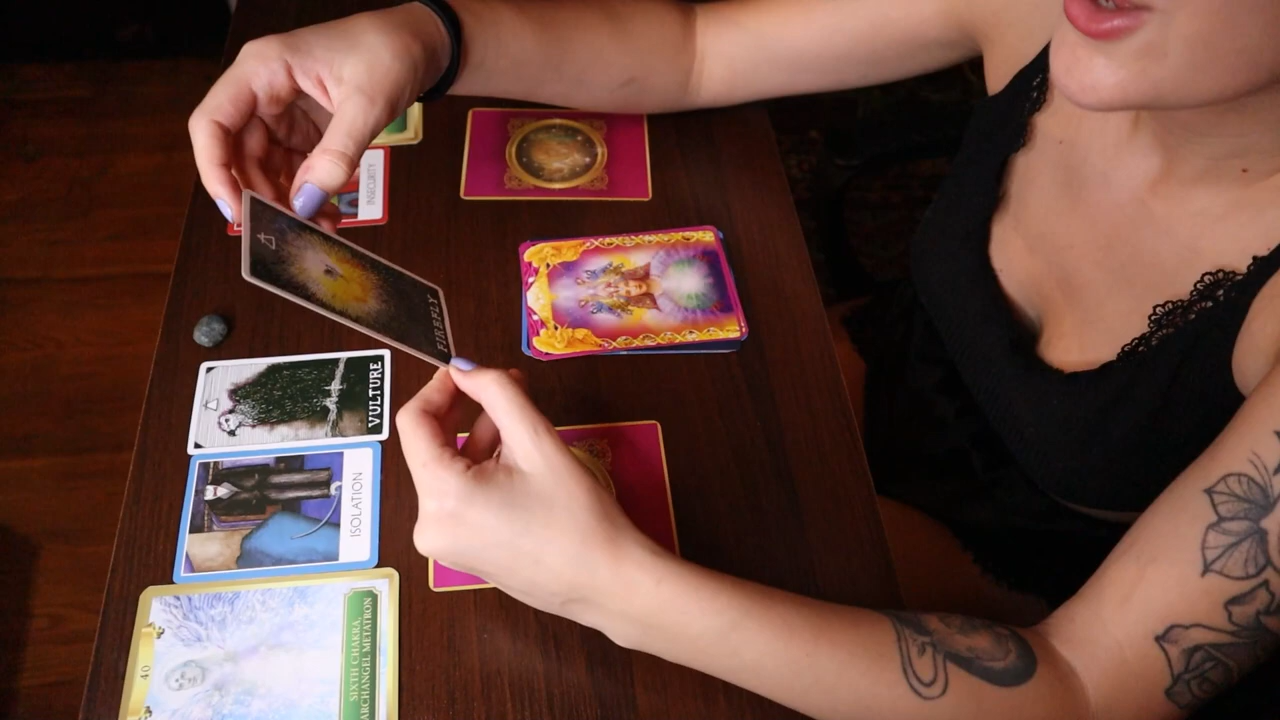 INSECURITY
FIREFLY
VULTURE
ISOLATION
40
SIXTH CHAKRA,
ARCHANGEL METATRON